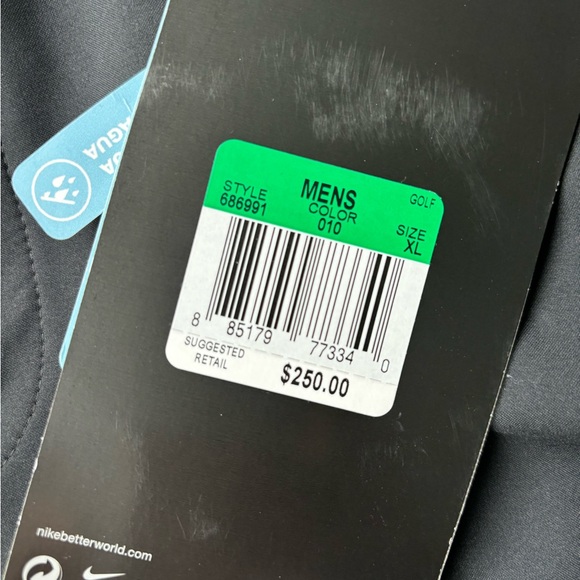 AGUA
MENS
GOLF
STYLE
686991
COLOR
010
SIZE
XL
8 85179 77334 0
SUGGESTED
RETAIL
$250.00
nikebetterworld.com